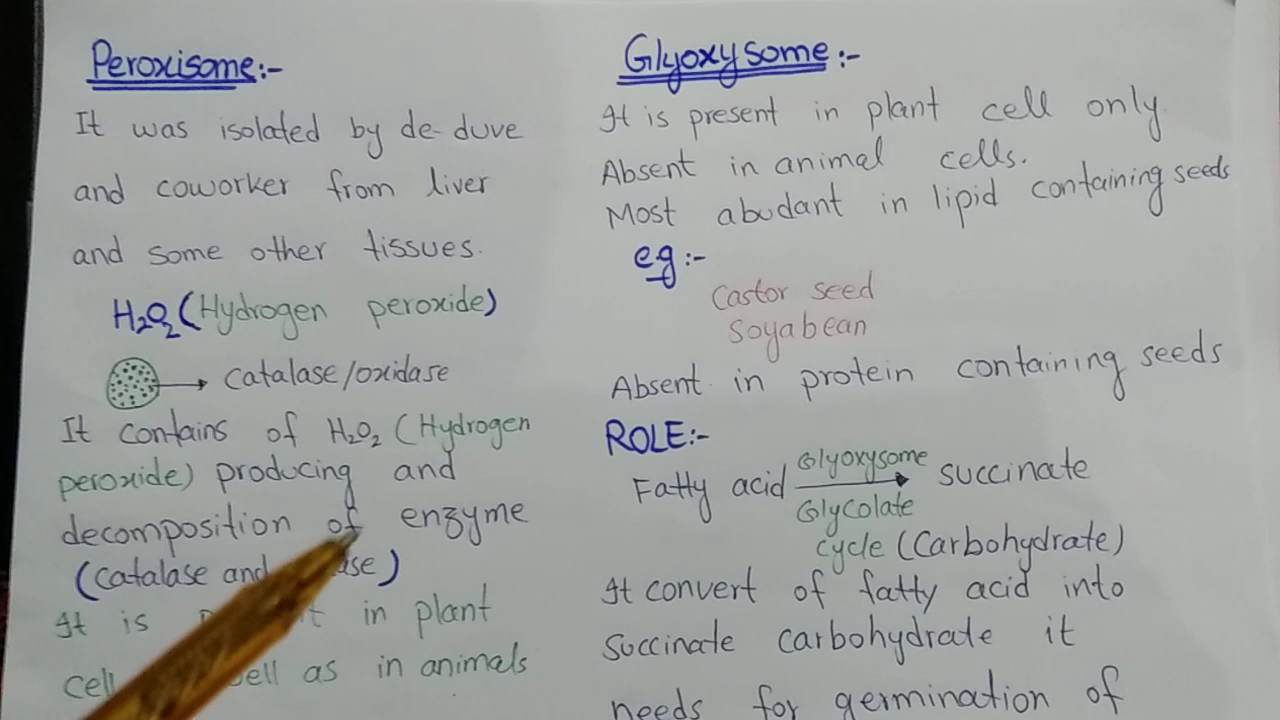 Peroxisome:-
It was isolated by de-duve
and coworker from liver
and some other tissues.
H₂O₂ (Hydrogen peroxide)
catalase/oxidase
It contains of H₂O₂ (Hydrogen
peroxide) producing and
decomposition of enzyme
(catalase and
It is in plant
cell as in animals
Glyoxysome:-
It is present in plant cell only
Absent in animal cells.
Most abudant in lipid containing seeds
eg:-
Castor seed
Soyabean
Absent in protein containing seeds
ROLE:-
Fatty acid Glyoxysome succinate
Glycolate
cycle (Carbohydrate)
It convert of fatty acid into
Succinate carbohydrate it
needs for germination of